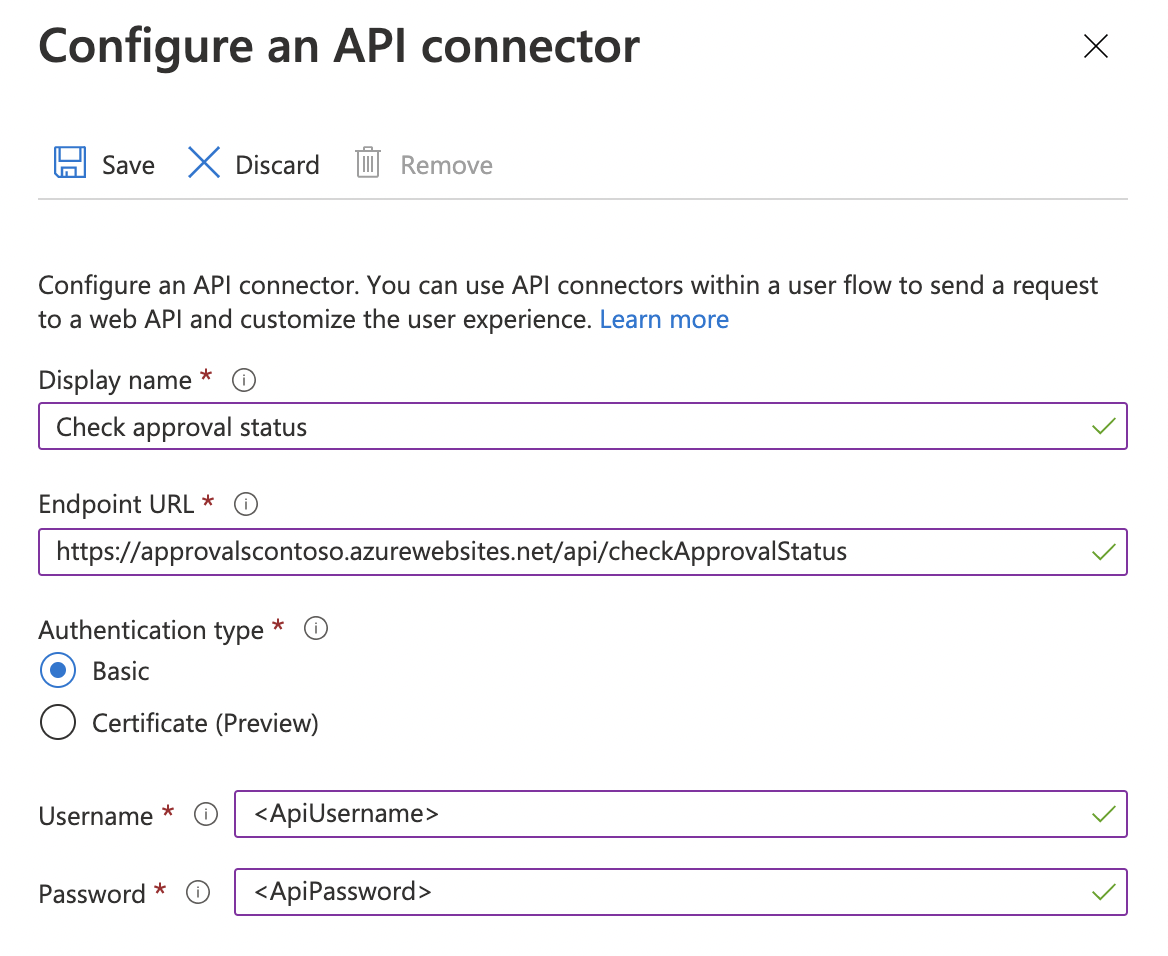 Configure an API connector
Save Discard Remove
Configure an API connector. You can use API connectors within a user flow to send a request
to a web API and customize the user experience. Learn more
Display name *
Check approval status
Endpoint URL *
https://approvalscontoso.azurewebsites.net/api/checkApprovalStatus
Authentication type *
Basic
Certificate (Preview)
Username * <ApiUsername>
Password * <ApiPassword>